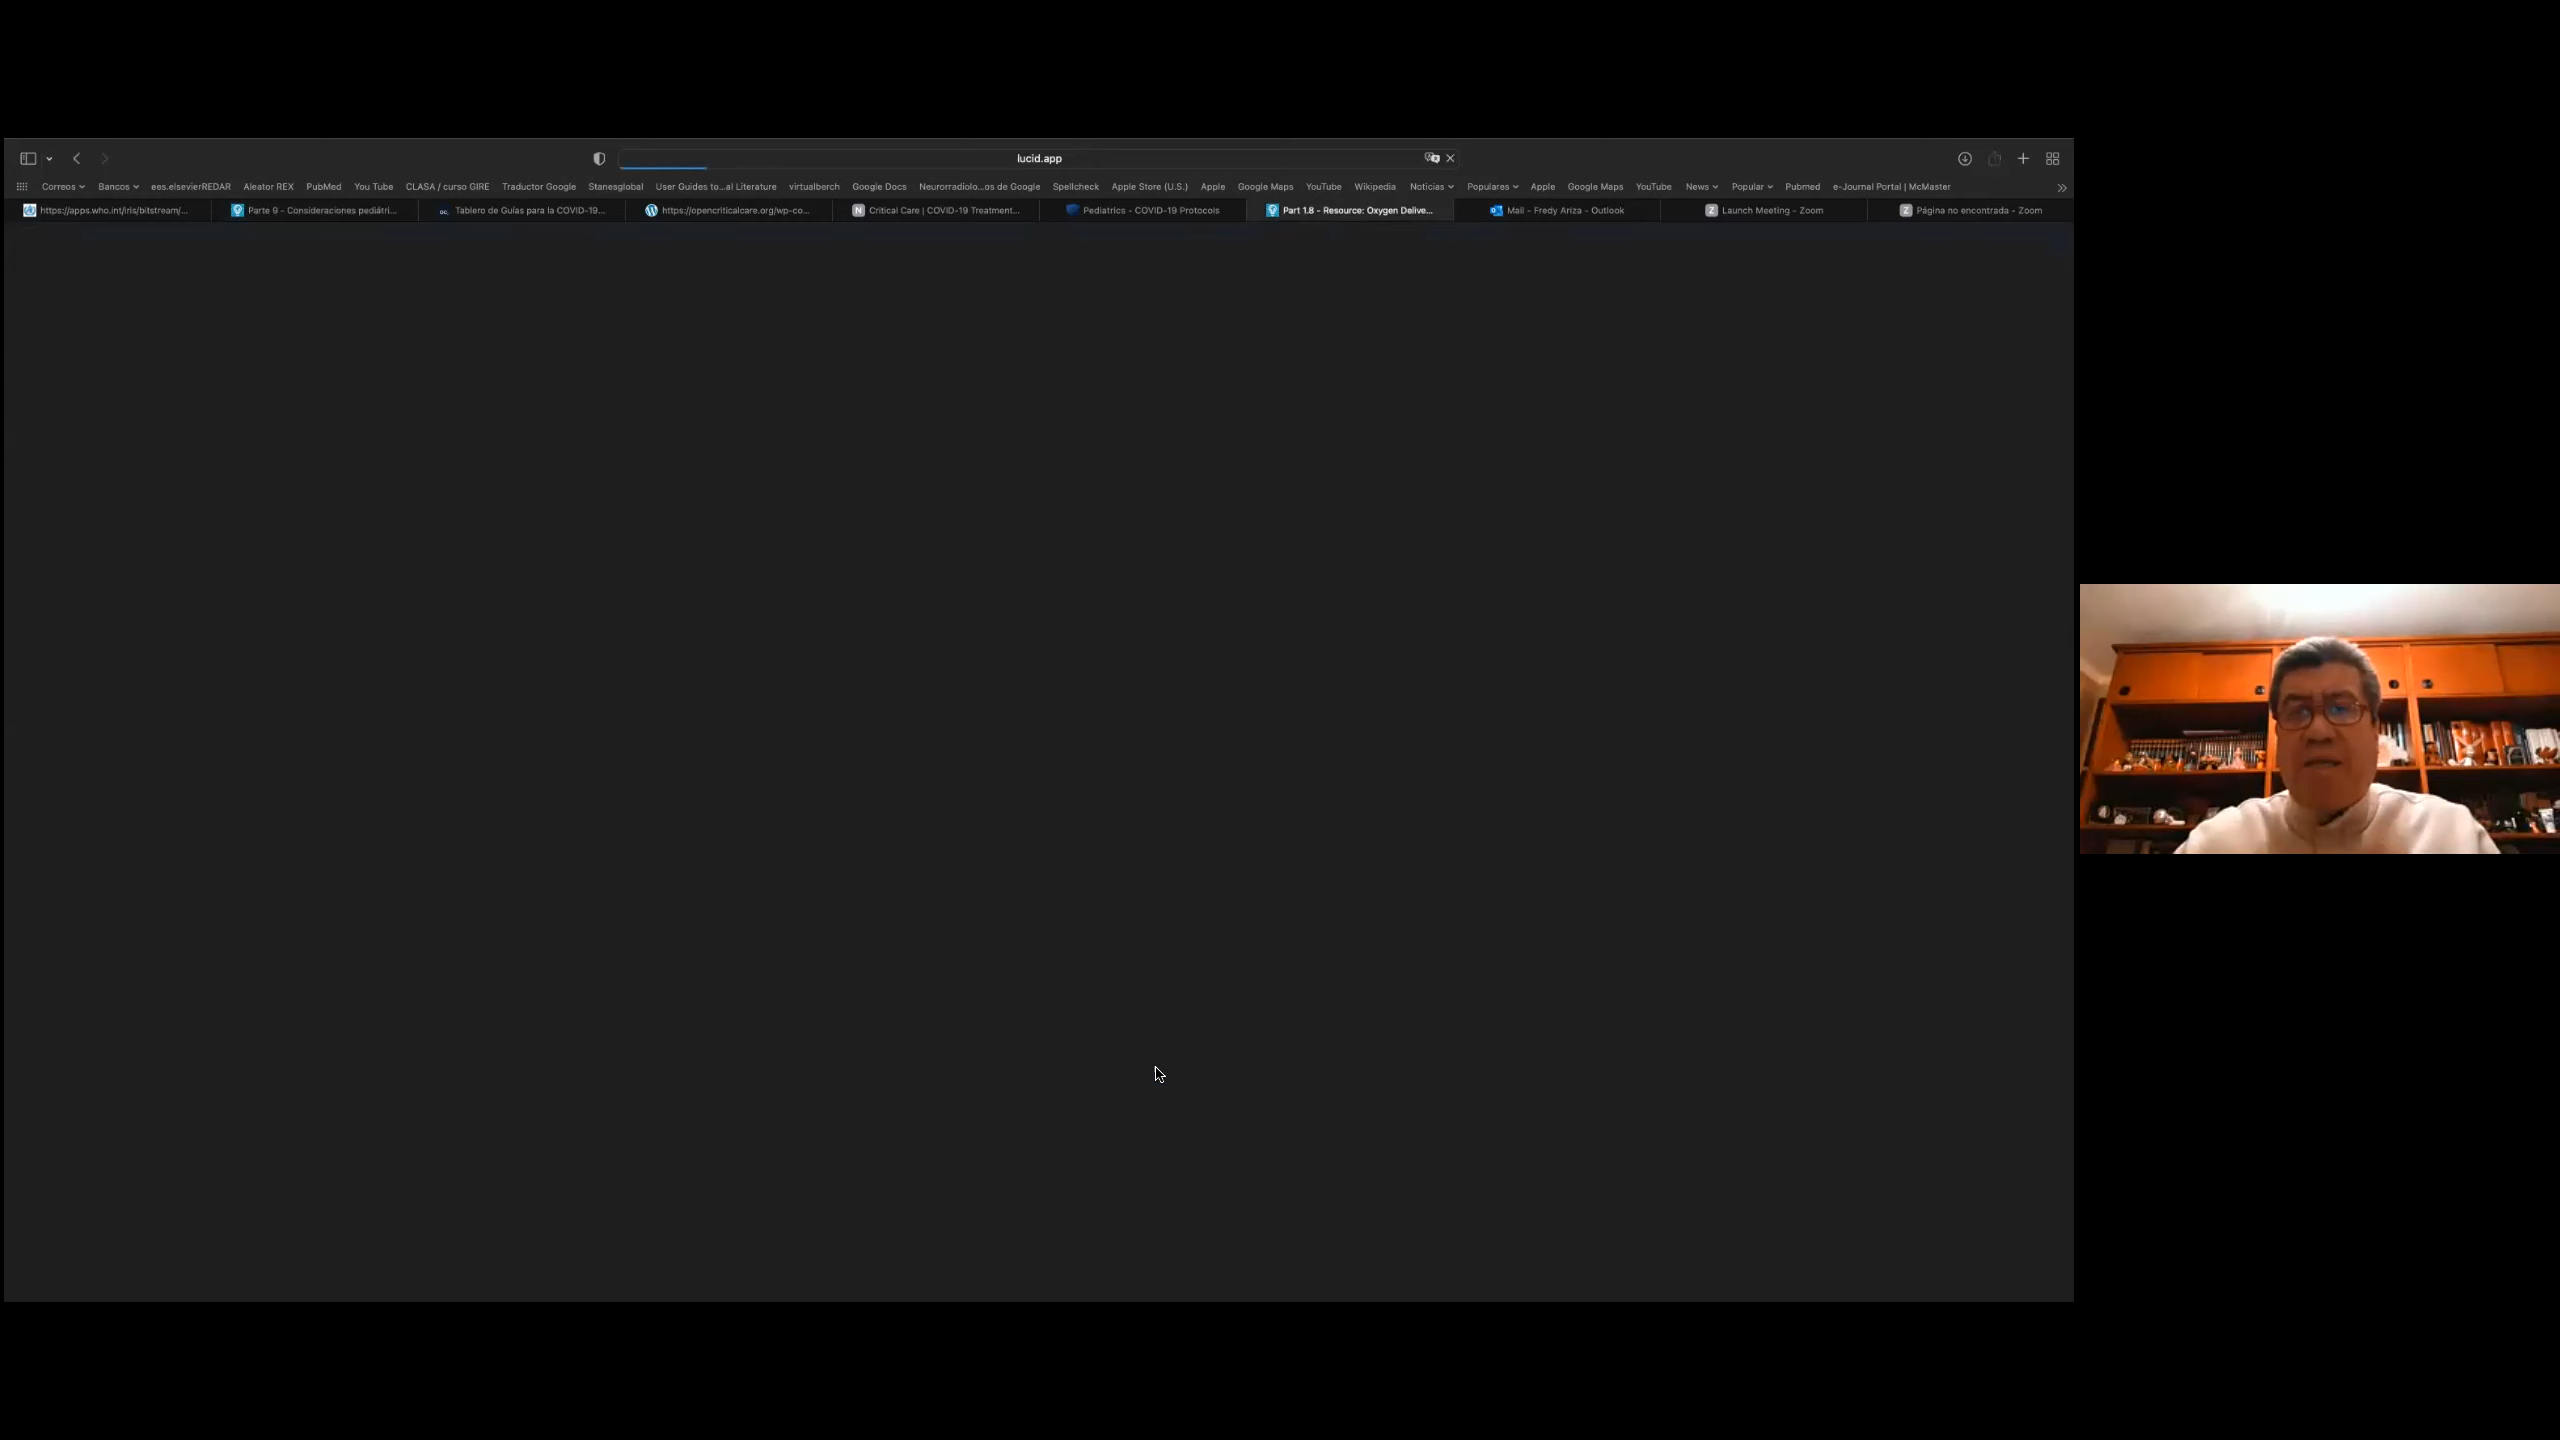 lucid.app
Correos Bancos ees.elsevierREDAR Aleator REX PubMed You Tube CLASA / curso GIRE Traductor Google Stanesglobal User Guides to...al Literature virtualberch Google Docs Neurorradiolo...os de Google Spellcheck Apple Store (U.S.) Apple Google Maps YouTube Wikipedia Noticias Populares Apple Google Maps YouTube News Popular Pubmed e-Journal Portal | McMaster
https://apps.who.int/iris/bitstream/... Parte 9 - Consideraciones pediátri... Tablero de Guías para la COVID-19... https://opencriticalcare.org/wp-co... Critical Care | COVID-19 Treatment... Pediatrics - COVID-19 Protocols Part 1.8 - Resource: Oxygen Delive... Mail - Fredy Ariza - Outlook Launch Meeting - Zoom Página no encontrada - Zoom